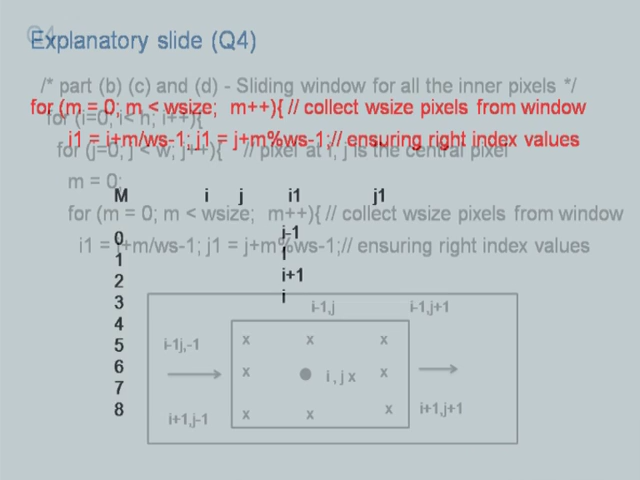 Q4
Explanatory slide (Q4)
/* part (b) (c) and (d) - Sliding window for all the inner pixels */
for (m = 0; m < wsize; m++){ // collect wsize pixels from window
for (i=0; i< h; i++){
j1 = i+m/ws-1; j1 = j+m%ws-1;// ensuring right index values
for (j=0; j < w; j++){ // pixel at i, j is the central pixel
m = 0;
M i j i1 j1
for (m = 0; m < wsize; m++){ // collect wsize pixels from window
0 i-1
i1 = i+m/ws-1; j1 = j+m%ws-1;// ensuring right index values
1 i
2 i+1
3 i
i-1,j i-1,j+1
4
5 i-1j,-1 x x x
6 x i , j x x
7
8 i+1,j-1 x x x i+1,j+1